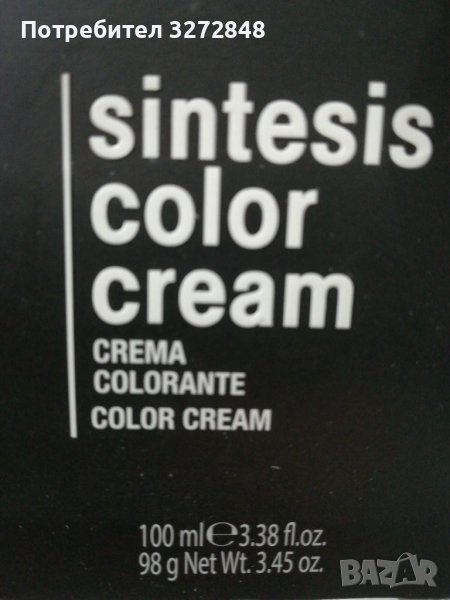 Потребител 3272848
sintesis
color
cream
CREMA
COLORANTE
COLOR CREAM
100 ml ℮ 3.38 fl.oz.
98 g Net Wt. 3.45 oz.
BAZAR